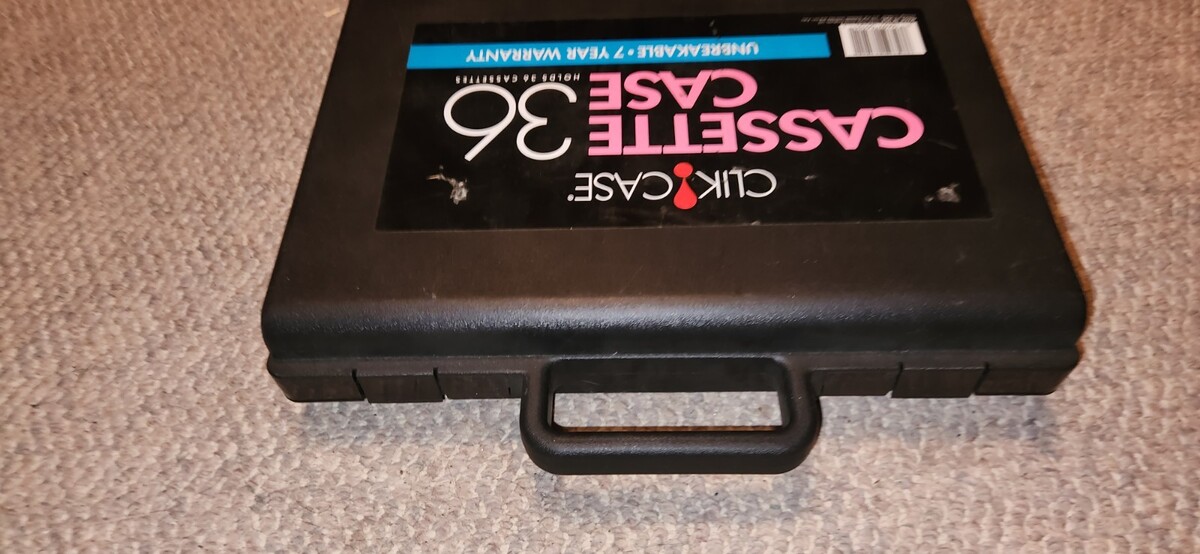 CLIK CASE®
CASSETTE
CASE
36
HOLDS 36 CASSETTES
UNBREAKABLE • 7 YEAR WARRANTY